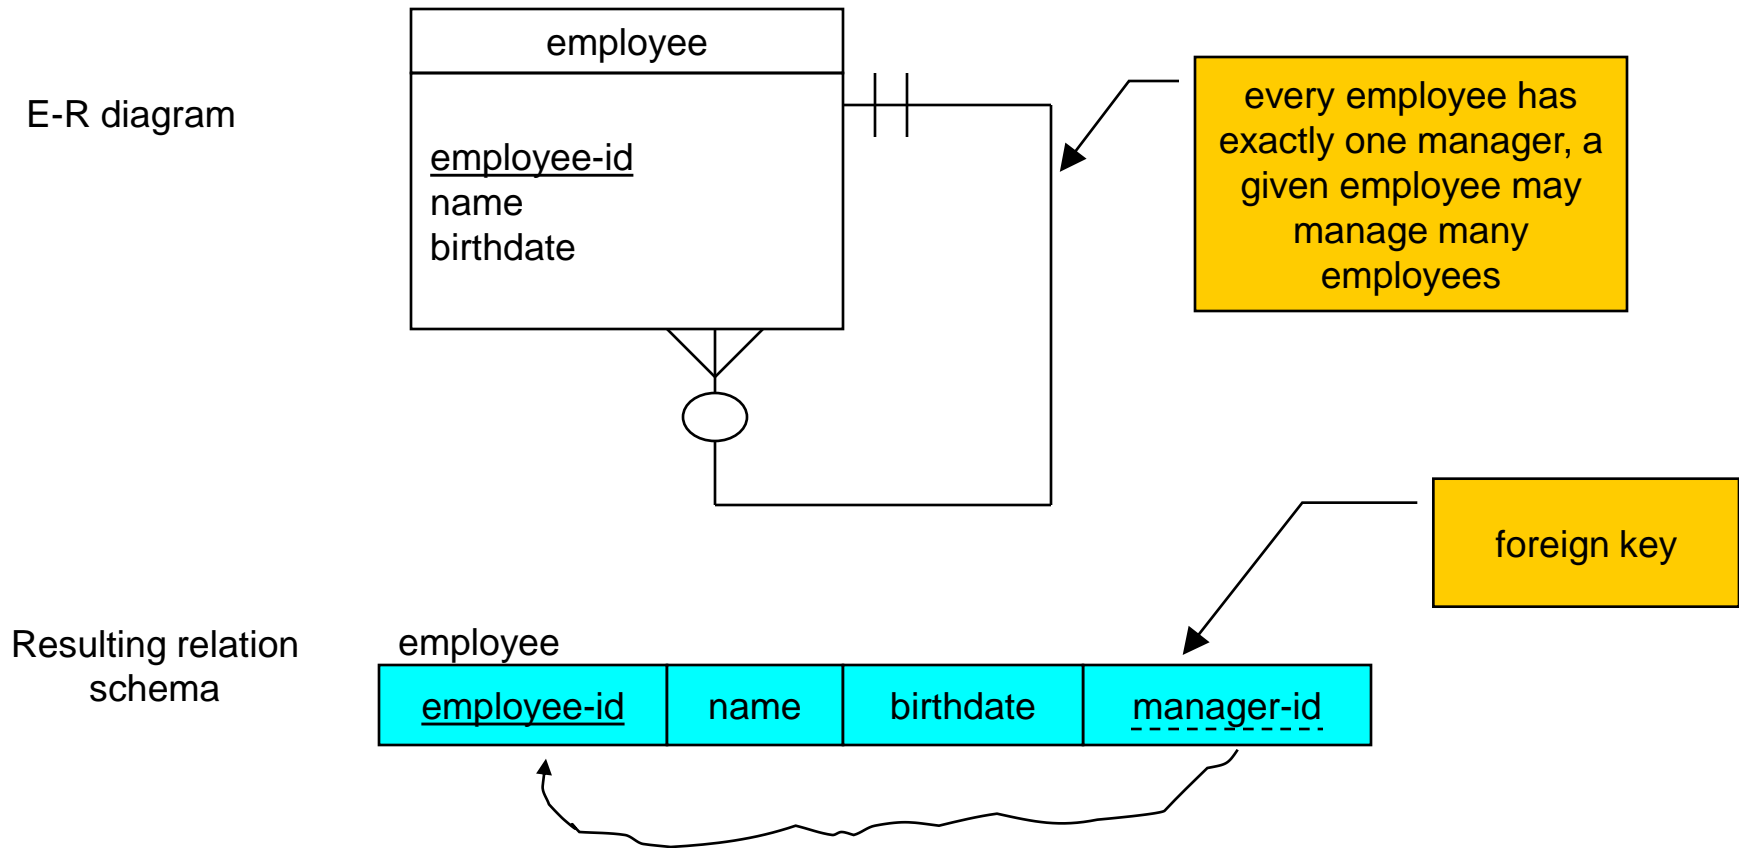 employee
E-R diagram
employee-id
name
birthdate
every employee has
exactly one manager, a
given employee may
manage many
employees
foreign key
Resulting relation
schema
employee
employee-id name birthdate manager-id